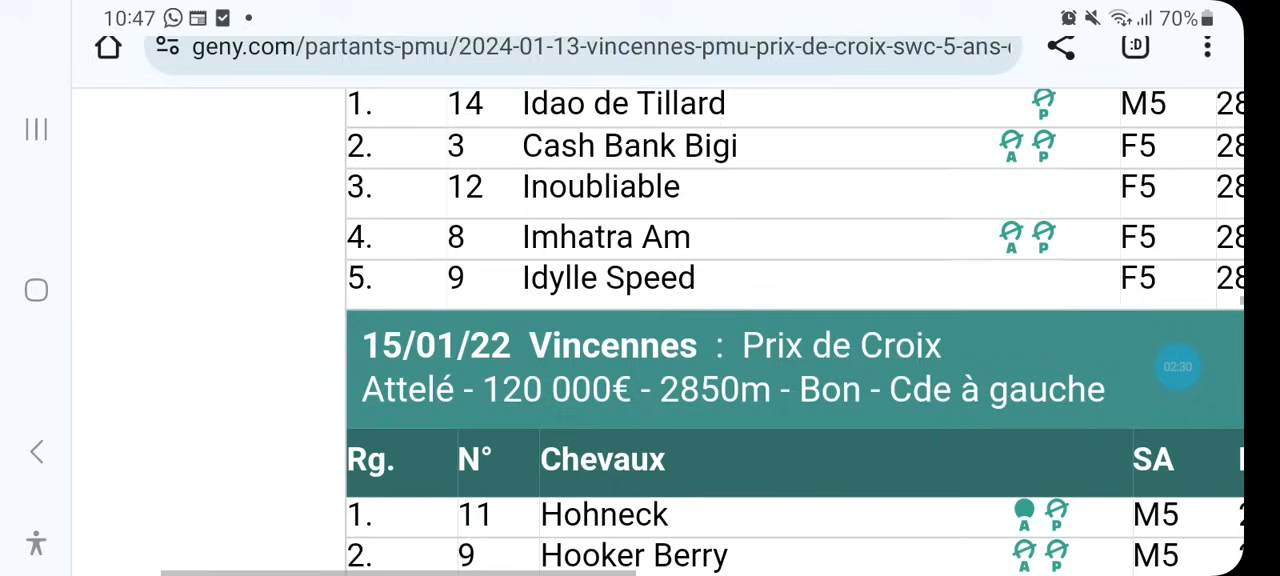 10:47
70%
geny.com/partants-pmu/2024-01-13-vincennes-pmu-prix-de-croix-swc-5-ans-
:D
1. 14 Idao de Tillard P M5 28
2. 3 Cash Bank Bigi A P F5 28
3. 12 Inoubliable F5 28
4. 8 Imhatra Am A P F5 28
5. 9 Idylle Speed F5 28
15/01/22 Vincennes : Prix de Croix
Attelé - 120 000€ - 2850m - Bon - Cde à gauche
02:30
Rg. N° Chevaux SA
1. 11 Hohneck A P M5
2. 9 Hooker Berry A P M5